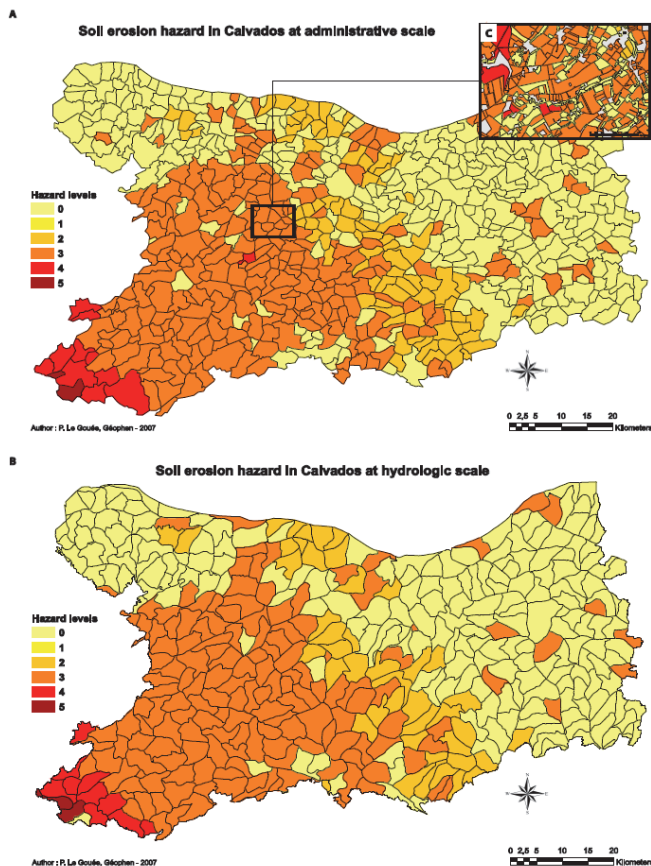 A
Soil erosion hazard in Calvados at administrative scale
C
Hazard levels
0
1
2
3
4
5
N
W E
S
Author : P. Le Gouée, Géophen - 2007
0 2,5 5 10 15 20
Kilometers
B
Soil erosion hazard in Calvados at hydrologic scale
Hazard levels
0
1
2
3
4
5
N
W E
S
Author : P. Le Gouée, Géophen - 2007
0 2,5 5 10 15 20
Kilometers